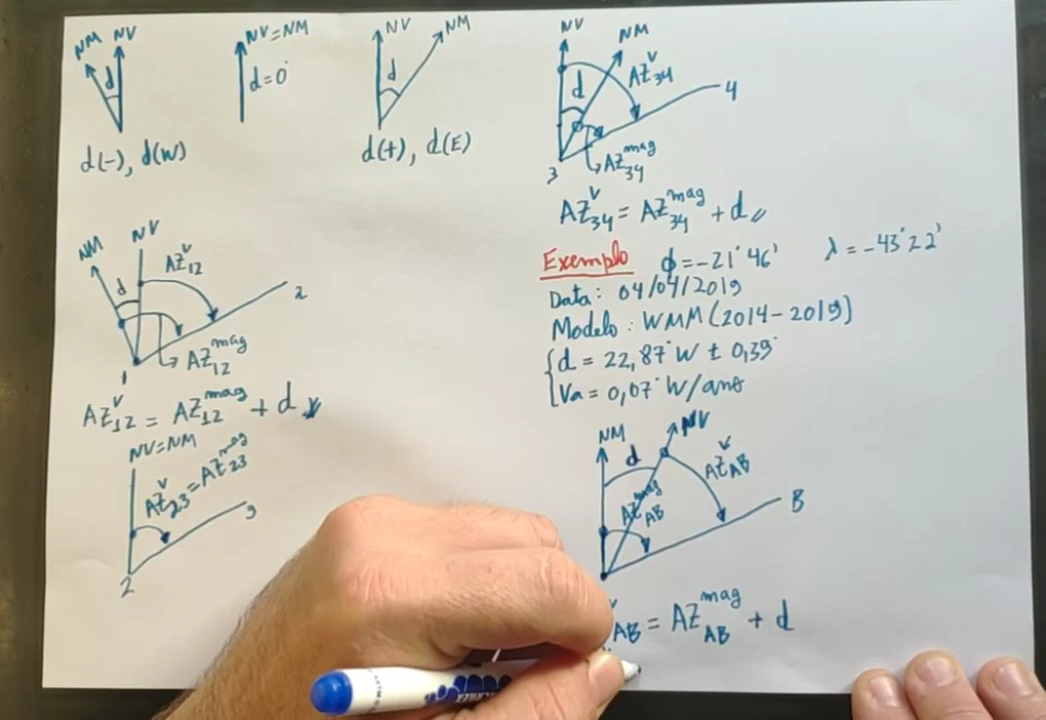 NM NV
d
d(-), d(W)
NV=NM
d=0°
NV NM
d
d(+), d(E)
NM NV
d
AZ^V_12
2
AZ^mag_12
1
AZ^V_12 = AZ^mag_12 + d
NV=NM
AZ^V_23 = AZ^mag_23
3
2
NV NM
d
AZ^V_34
4
AZ^mag_34
3
AZ^V_34 = AZ^mag_34 + d
Exemplo ϕ=-21°46' λ=-43°22'
Data: 04/04/2019
Modelo: WMM(2014-2019)
d = 22,87°W ± 0,39°
Va = 0,07°W/ano
NM NV
d
AZ^V_AB
AZ^mag_AB
B
V_AB = AZ^mag_AB + d